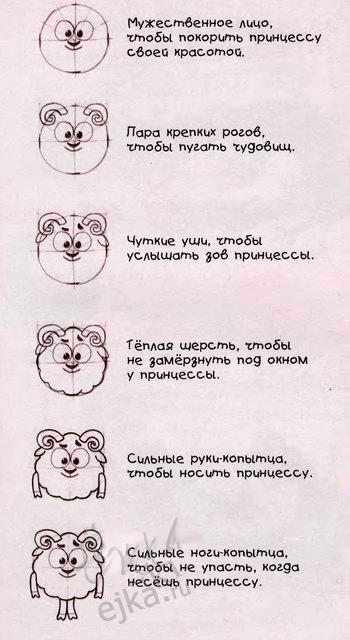 Мужественное лицо,
чтобы покорить принцессу
своей красотой.
Пара крепких рогов,
чтобы пугать чудовищ.
Чуткие уши, чтобы
услышать зов принцессы.
Тёплая шерсть, чтобы
не замёрзнуть под окном
у принцессы.
Сильные руки-копытца,
чтобы носить принцессу.
Сильные ноги-копытца,
чтобы не упасть, когда
несёшь принцессу.
ejka.ru